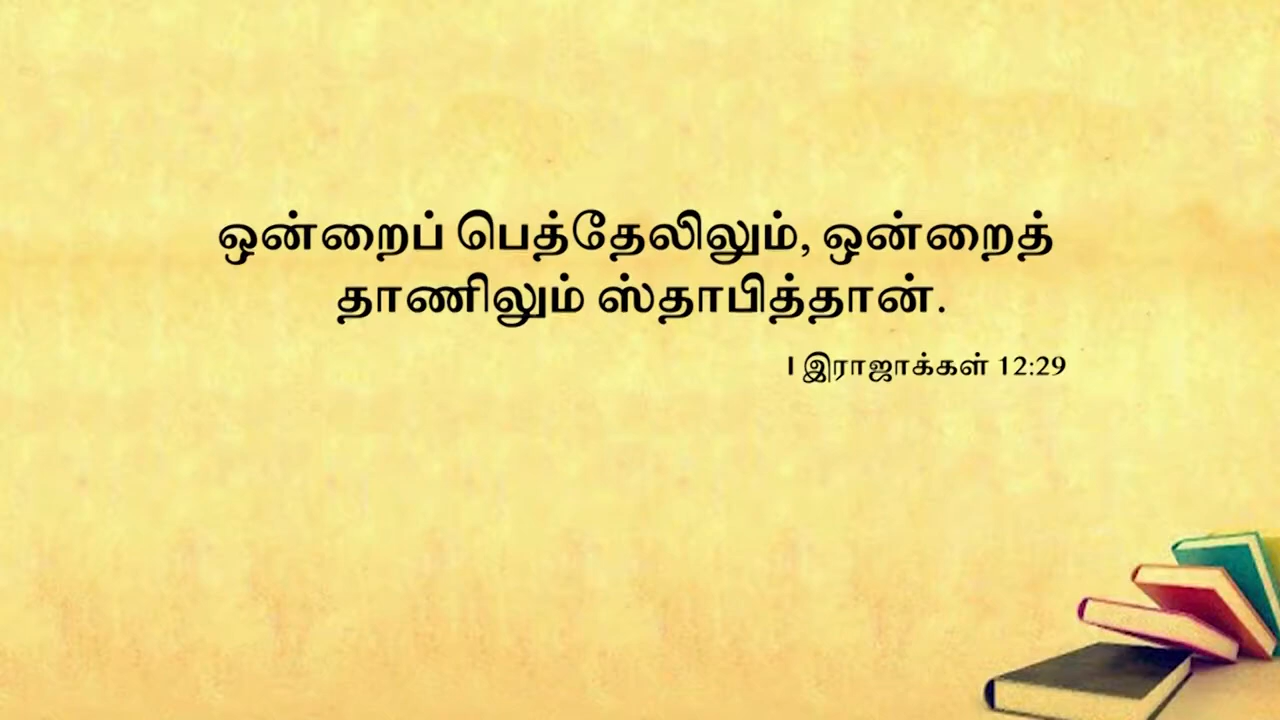 ஒன்றைப் பெத்தேலிலும், ஒன்றைத்
தாணிலும் ஸ்தாபித்தான்.
I இராஜாக்கள் 12:29